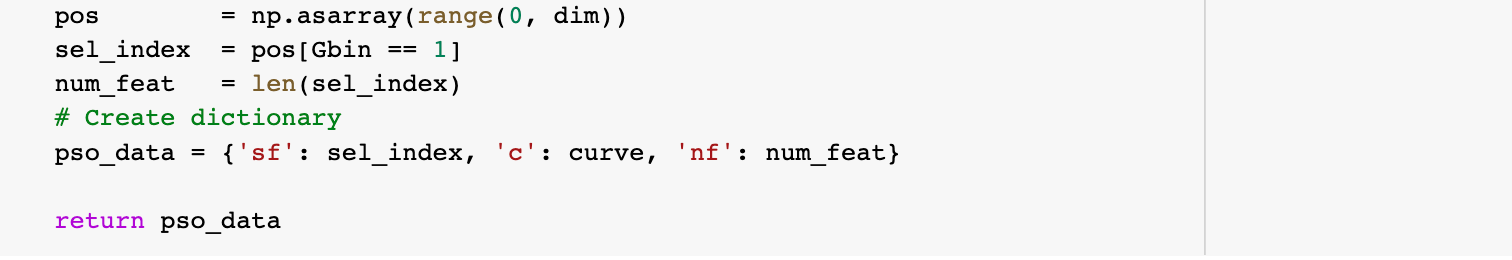 pos        = np.asarray(range(0, dim))
sel_index  = pos[Gbin == 1]
num_feat   = len(sel_index)
# Create dictionary
pso_data = {'sf': sel_index, 'c': curve, 'nf': num_feat}
return pso_data